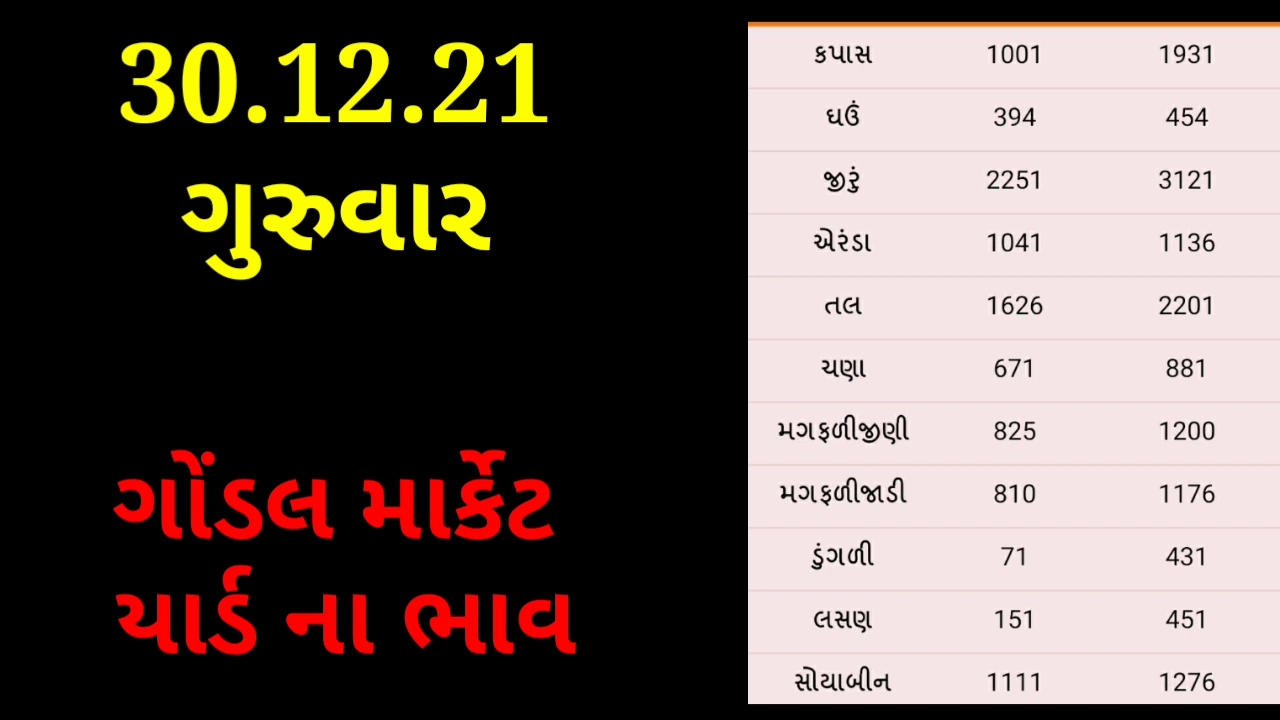 30.12.21
ગુરુવાર
ગોંડલ માર્કેટ
યાર્ડ ના ભાવ
કપાસ 1001 1931
ઘઉં 394 454
જીરું 2251 3121
એરંડા 1041 1136
તલ 1626 2201
ચણા 671 881
મગફળીજીણી 825 1200
મગફળીજાડી 810 1176
ડુંગળી 71 431
લસણ 151 451
સોયાબીન 1111 1276